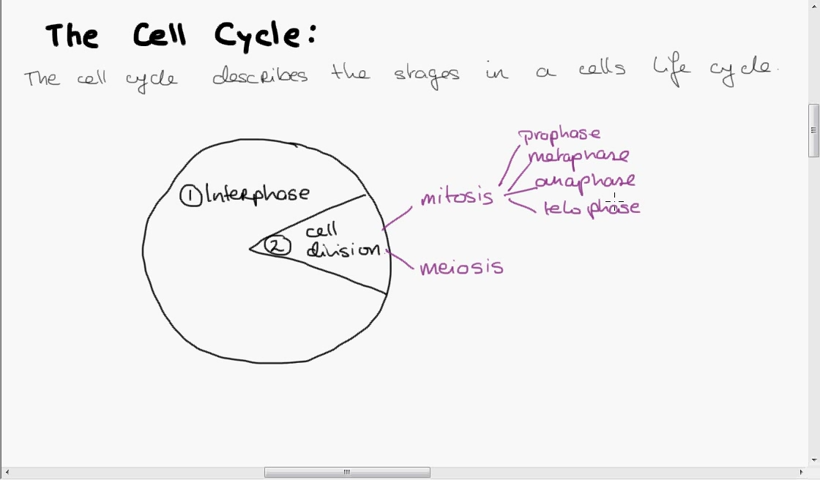 The Cell Cycle:
The cell cycle describes the stages in a cells life cycle.
① Interphase
② cell
division
mitosis
prophase
metaphase
anaphase
telophase
meiosis